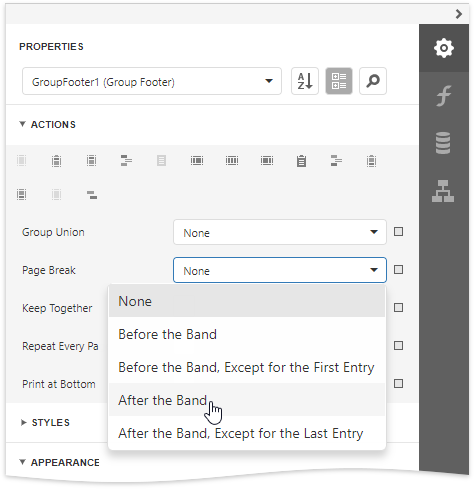 PROPERTIES
GroupFooter1 (Group Footer)
A
Z
ACTIONS
Group Union
None
Page Break
None
None
Keep Together
Before the Band
Repeat Every Pa
Before the Band, Except for the First Entry
Print at Bottom
After the Band
After the Band, Except for the Last Entry
STYLES
APPEARANCE